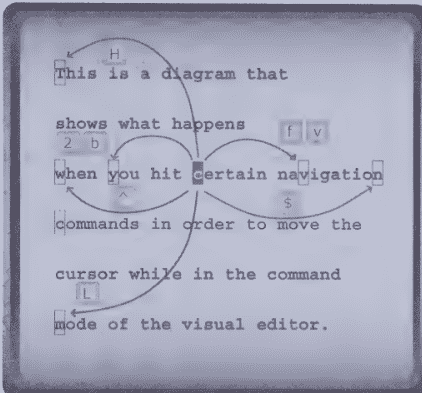 H
This is a diagram that
shows what happens
2 b f v
when you hit certain navigation
^ $
commands in order to move the
cursor while in the command
L
mode of the visual editor.